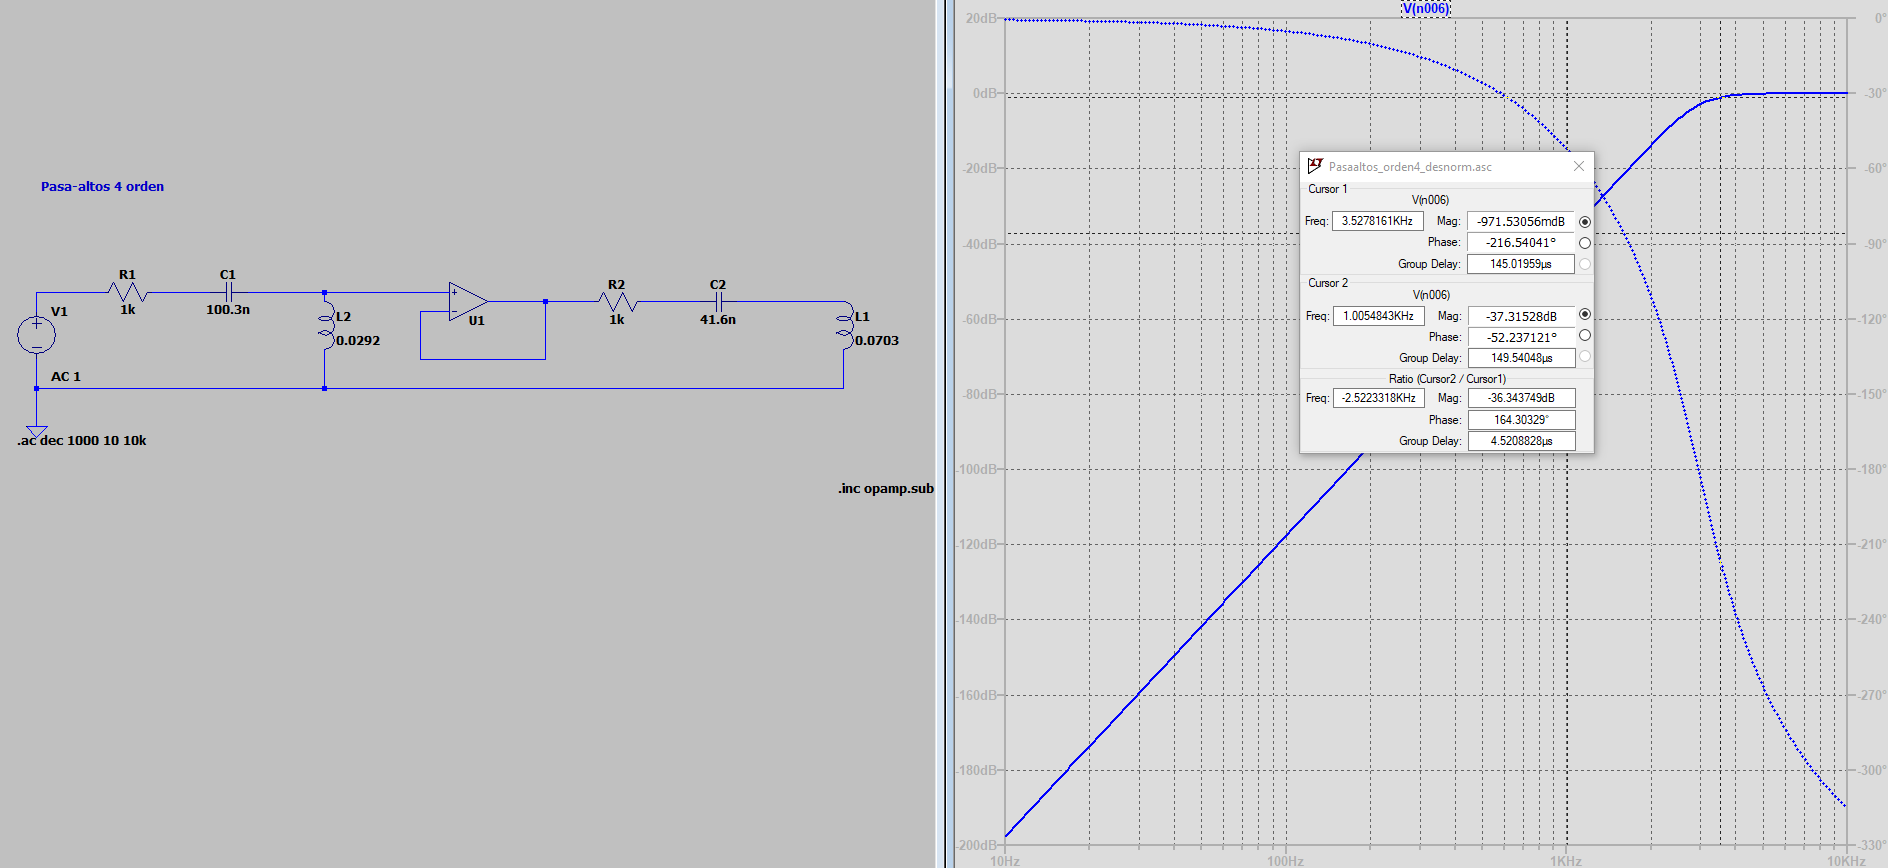 Pasa-altos 4 orden
R1
1k
C1
100.3n
V1
AC 1
L2
0.0292
U1
R2
1k
C2
41.6n
L1
0.0703
.ac dec 1000 10 10k
.inc opamp.sub
V(n006)
20dB
0dB
-20dB
-40dB
-60dB
-80dB
-100dB
-120dB
-140dB
-160dB
-180dB
-200dB
10Hz
100Hz
1KHz
10KHz
0°
-30°
-60°
-90°
-120°
-150°
-180°
-210°
-240°
-270°
-300°
-330°
Pasaaltos_orden4_desnorm.asc
Cursor 1
V(n006)
Freq: 3.5278161KHz Mag: -971.53056mdB
Phase: -216.54041°
Group Delay: 145.01959µs
Cursor 2
V(n006)
Freq: 1.0054843KHz Mag: -37.31528dB
Phase: -52.237121°
Group Delay: 149.54048µs
Ratio (Cursor2 / Cursor1)
Freq: -2.5223318KHz Mag: -36.343749dB
Phase: 164.30329°
Group Delay: 4.5208828µs